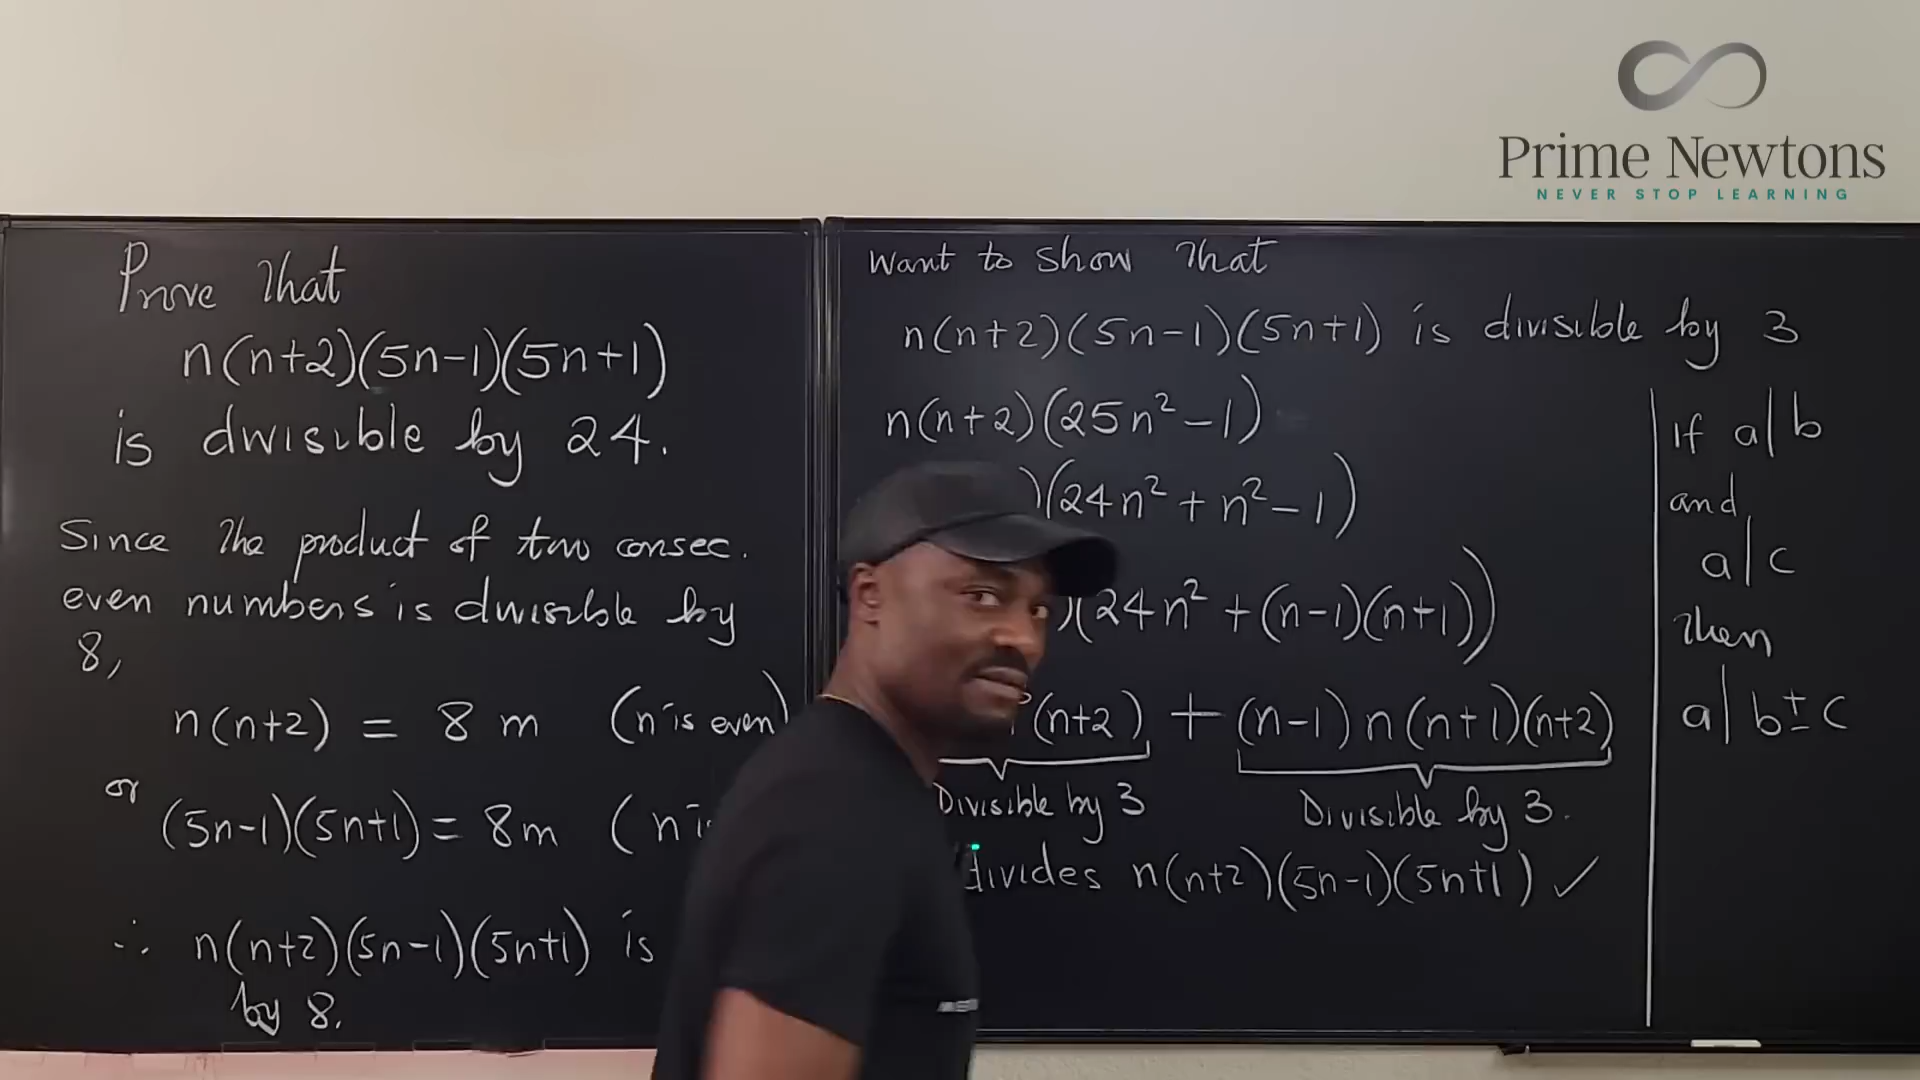 Prime Newtons
NEVER STOP LEARNING
Prove that
n(n+2)(5n-1)(5n+1)
is divisible by 24.
Since the product of two consec.
even numbers is divisible by
8,
n(n+2) = 8m (n is even)
or
(5n-1)(5n+1) = 8m (n i
∴ n(n+2)(5n-1)(5n+1) is
by 8.
Want to show that
n(n+2)(5n-1)(5n+1) is divisible by 3
n(n+2)(25n²-1)
)(24n² + n² - 1)
)(24n² + (n-1)(n+1))
(n+2) + (n-1)n(n+1)(n+2)
Divisible by 3 Divisible by 3.
divides n(n+2)(5n-1)(5n+1) ✓
If a|b
and
a|c
then
a|b±c